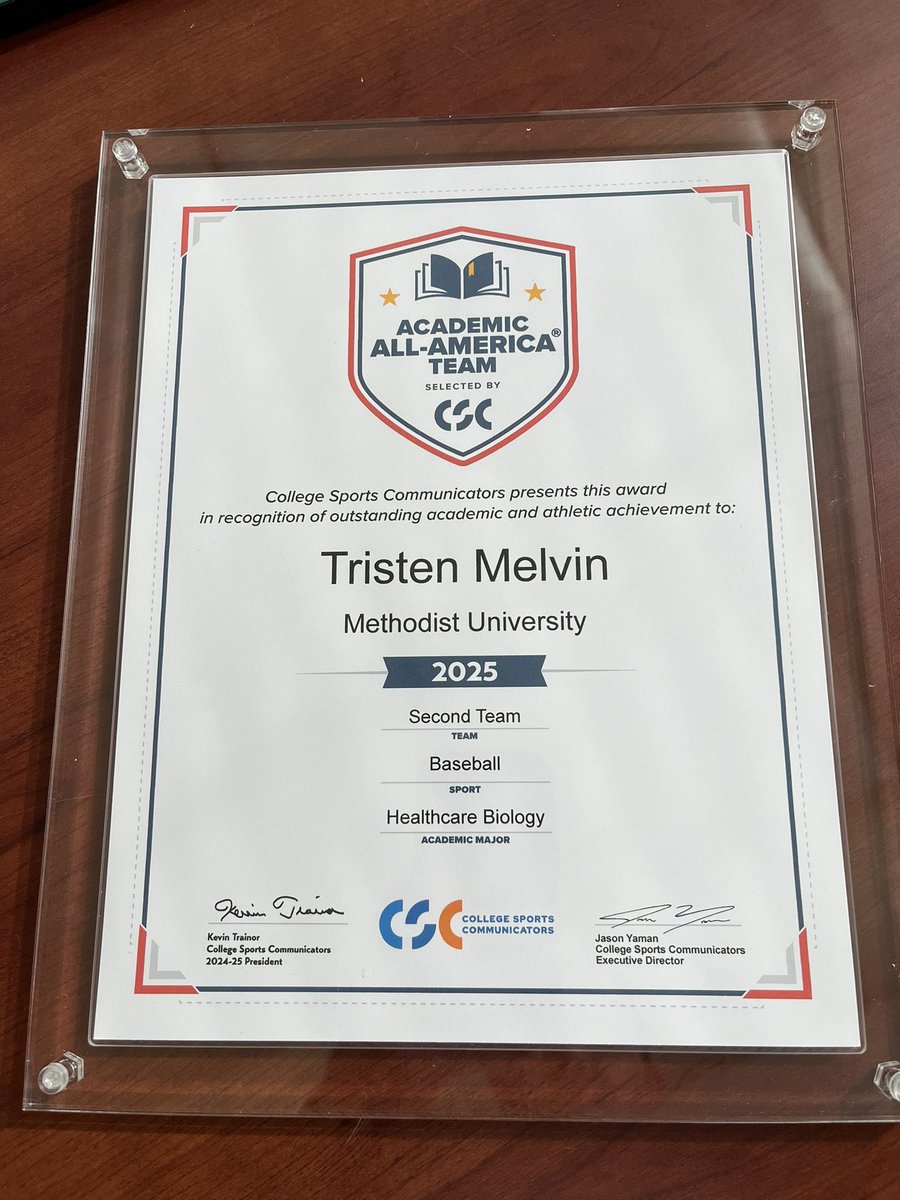 ACADEMIC
ALL-AMERICA®
TEAM
SELECTED BY
CSC
College Sports Communicators presents this award
in recognition of outstanding academic and athletic achievement to:
Tristen Melvin
Methodist University
2025
Second Team
TEAM
Baseball
SPORT
Healthcare Biology
ACADEMIC MAJOR
Kevin Trainor
Kevin Trainor
College Sports Communicators
2024-25 President
CSC COLLEGE SPORTS
COMMUNICATORS
Jason Yaman
College Sports Communicators
Executive Director